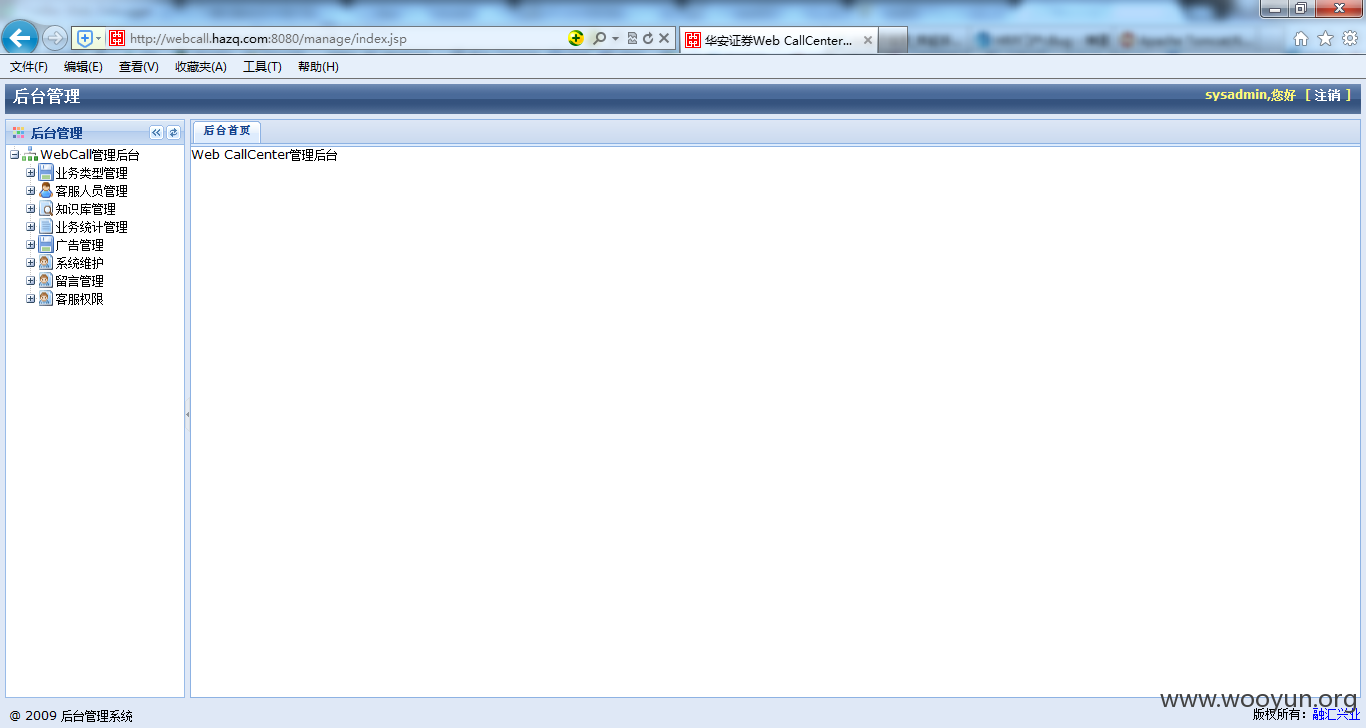 http://webcall.hazq.com:8080/manage/index.jsp
华安证券Web CallCenter...
文件(F) 编辑(E) 查看(V) 收藏夹(A) 工具(T) 帮助(H)
后台管理
sysadmin,您好 [ 注销 ]
后台管理
后台首页
WebCall管理后台
Web CallCenter管理后台
业务类型管理
客服人员管理
知识库管理
业务统计管理
广告管理
系统维护
留言管理
客服权限
www.wooyun.org
@ 2009 后台管理系统
版权所有：融汇兴业